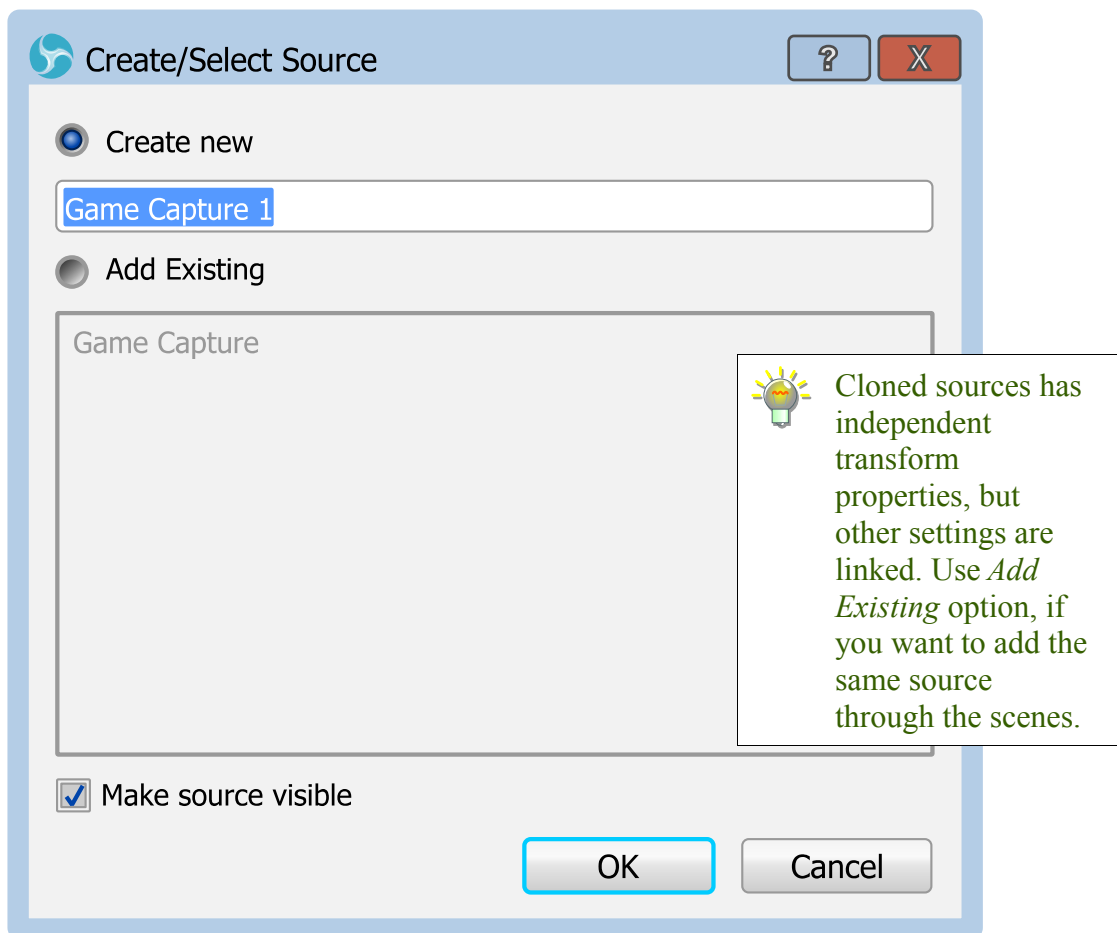 Create/Select Source
?
X
Create new
Game Capture 1
Add Existing
Game Capture
Cloned sources has
independent
transform
properties, but
other settings are
linked. Use Add
Existing option, if
you want to add the
same source
through the scenes.
Make source visible
OK
Cancel